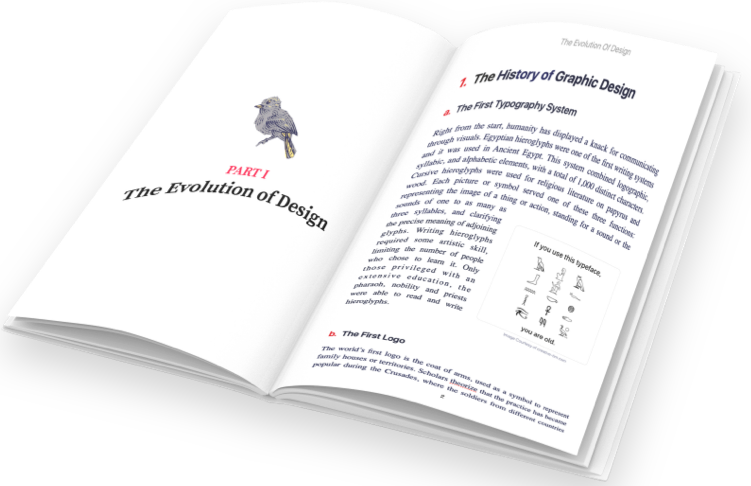 PART I
The Evolution of Design
The Evolution Of Design
1. The History of Graphic Design
a. The First Typography System
Right from the start, humanity has displayed a knack for communicating
through visuals. Egyptian hieroglyphs were one of the first writing systems
and it was used in Ancient Egypt. This system combined logographic,
syllabic, and alphabetic elements, with a total of 1,000 distinct characters.
Cursive hieroglyphs were used for religious literature on papyrus and
wood. Each picture or symbol served one of these three functions:
representing the image of a thing or action, standing for a sound or the
sounds of one to as many as
three syllables, and clarifying
the precise meaning of adjoining
glyphs. Writing hieroglyphs
required some artistic skill,
limiting the number of people
who chose to learn it. Only
those privileged with an
extensive education, the
pharaoh, nobility and priests
were able to read and write
hieroglyphs.
If you use this typeface,
you are old.
b. The First Logo
The world's first logo is the coat of arms, used as a symbol to represent
family houses or territories. Scholars theorize that the practice has became
popular during the Crusades, where the soldiers from different countries
2